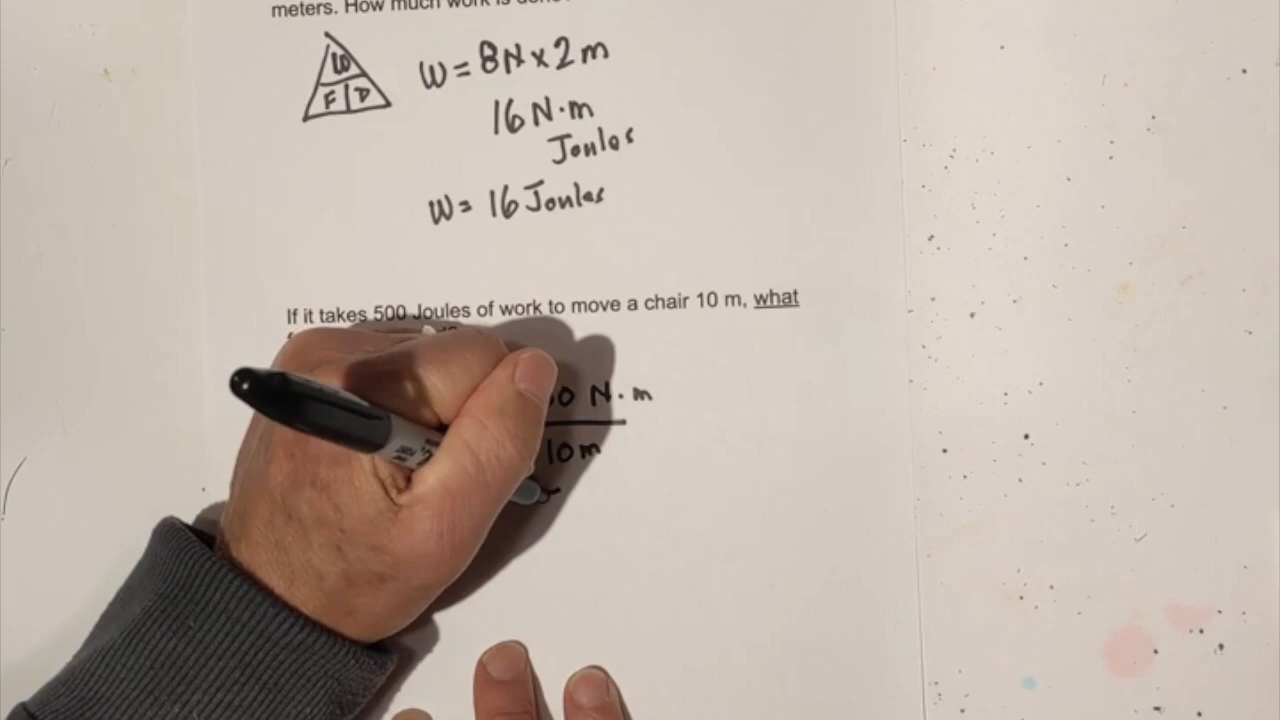 meters. How much work is done
W
F D
W = 8N x 2m
16 N·m
Joules
W = 16 Joules
If it takes 500 Joules of work to move a chair 10 m, what
0 N·m
10m